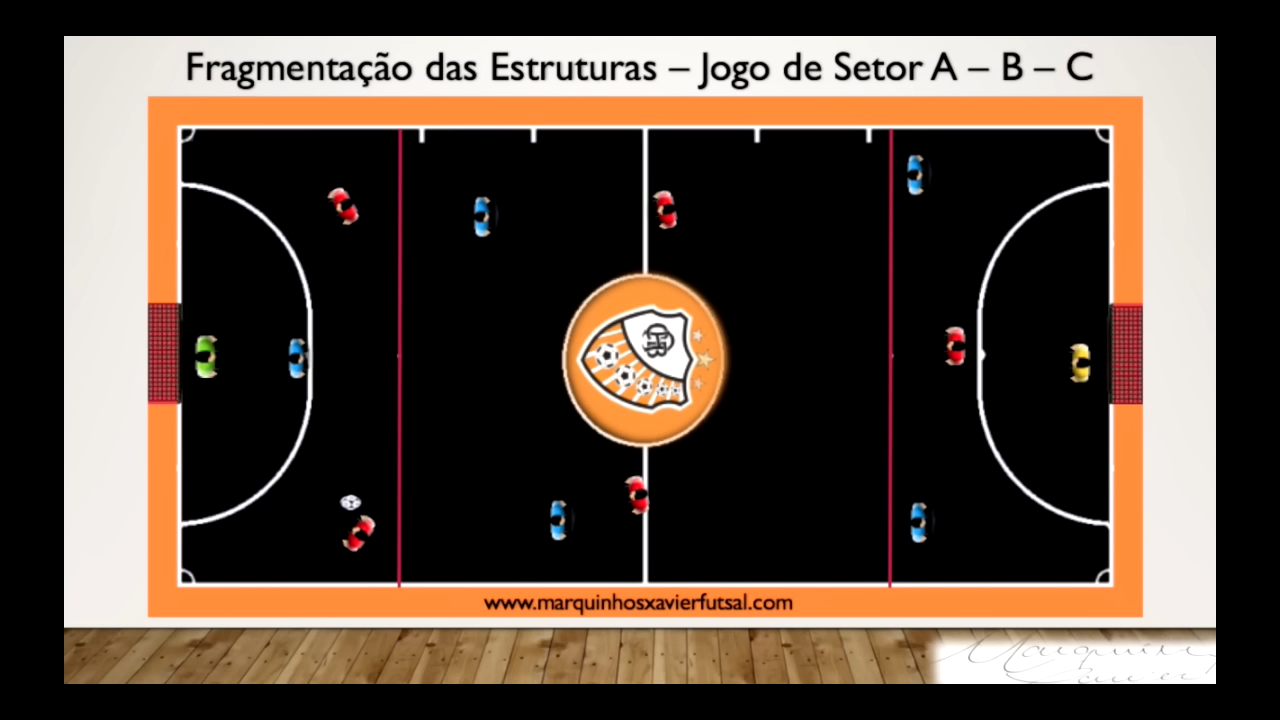 Fragmentação das Estruturas – Jogo de Setor A – B – C
www.marquinhosxavierfutsal.com